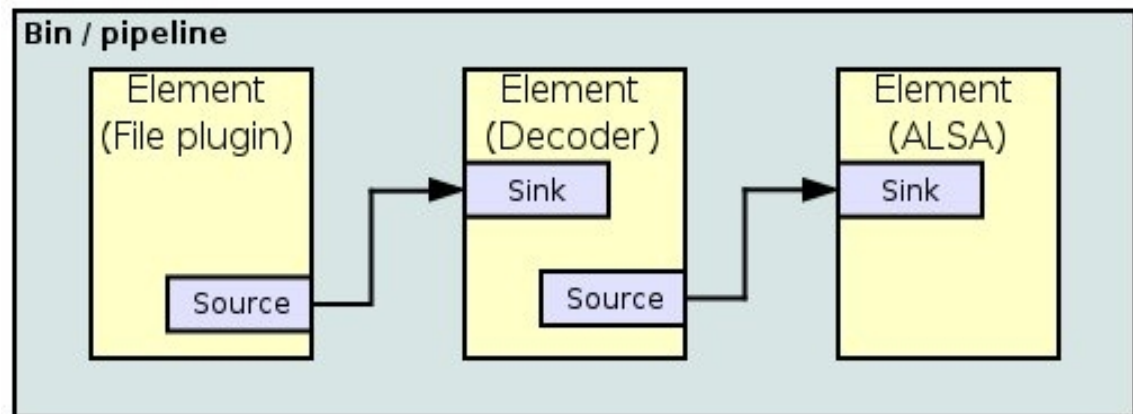 Bin / pipeline
Element
(File plugin)
Source
Element
(Decoder)
Sink
Source
Element
(ALSA)
Sink